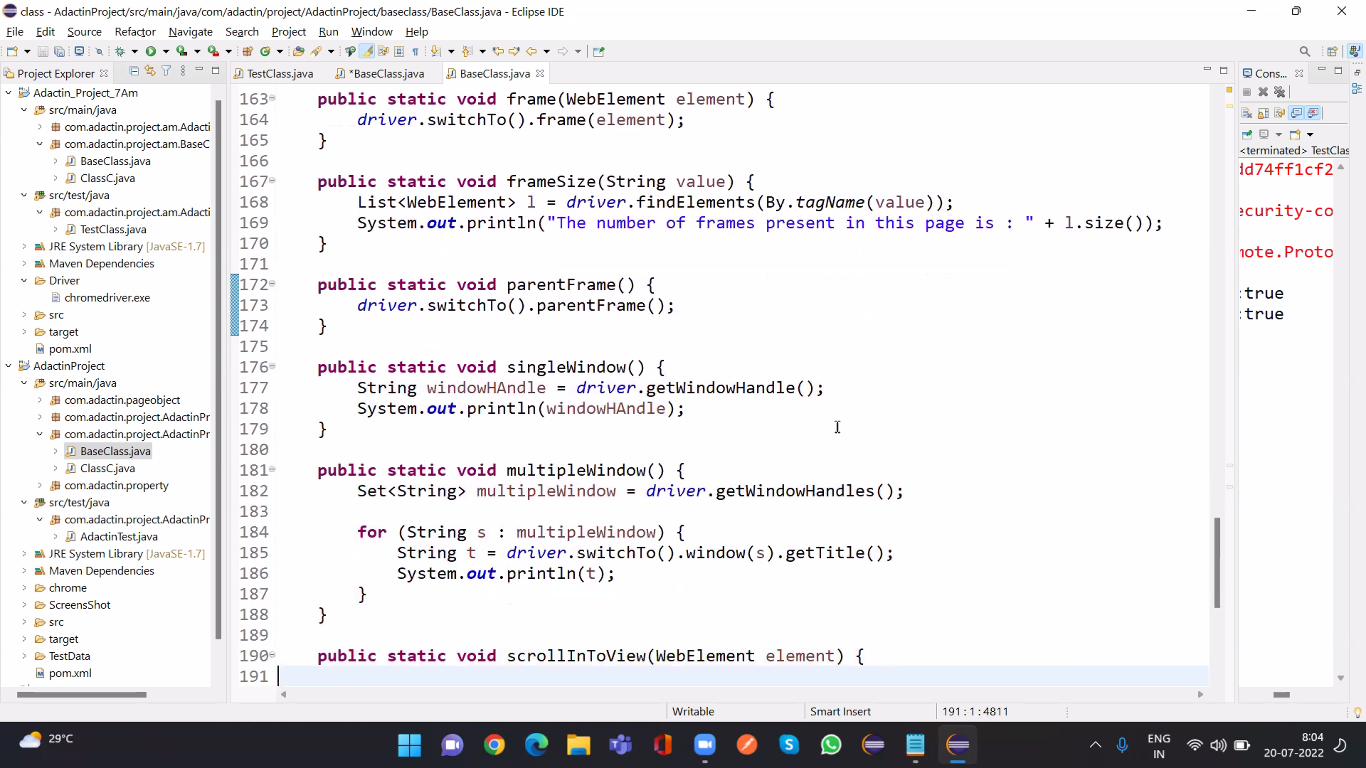 class - AdactinProject/src/main/java/com/adactin/project/AdactinProject/baseclass/BaseClass.java - Eclipse IDE
File Edit Source Refactor Navigate Search Project Run Window Help
Project Explorer
Adactin_Project_7Am
src/main/java
com.adactin.project.am.Adacti
com.adactin.project.am.BaseC
BaseClass.java
ClassC.java
src/test/java
com.adactin.project.am.Adacti
TestClass.java
JRE System Library [JavaSE-1.7]
Maven Dependencies
Driver
chromedriver.exe
src
target
pom.xml
AdactinProject
src/main/java
com.adactin.pageobject
com.adactin.project.AdactinPr
com.adactin.project.AdactinPr
BaseClass.java
ClassC.java
com.adactin.property
src/test/java
com.adactin.project.AdactinPr
AdactinTest.java
JRE System Library [JavaSE-1.7]
Maven Dependencies
chrome
ScreensShot
src
target
TestData
pom.xml
TestClass.java *BaseClass.java BaseClass.java
163 public static void frame(WebElement element) {
164 driver.switchTo().frame(element);
165 }
166
167 public static void frameSize(String value) {
168 List<WebElement> l = driver.findElements(By.tagName(value));
169 System.out.println("The number of frames present in this page is : " + l.size());
170 }
171
172 public static void parentFrame() {
173 driver.switchTo().parentFrame();
174 }
175
176 public static void singleWindow() {
177 String windowHAndle = driver.getWindowHandle();
178 System.out.println(windowHAndle);
179 }
180
181 public static void multipleWindow() {
182 Set<String> multipleWindow = driver.getWindowHandles();
183
184 for (String s : multipleWindow) {
185 String t = driver.switchTo().window(s).getTitle();
186 System.out.println(t);
187 }
188 }
189
190 public static void scrollInToView(WebElement element) {
191
Cons...
<terminated> TestClas
dd74ff1cf2
ecurity-co
mote.Proto
:true
:true
Writable Smart Insert 191 : 1 : 4811
29°C
ENG
IN
8:04
20-07-2022